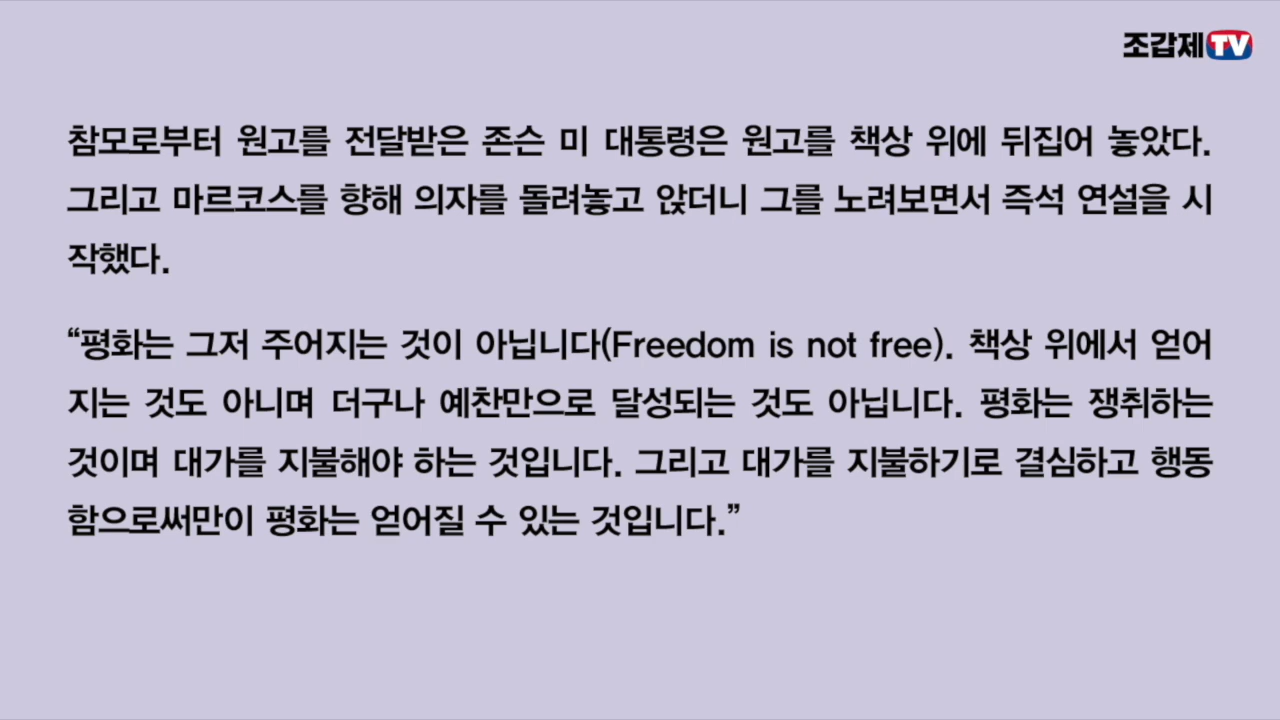 조갑제TV
참모로부터 원고를 전달받은 존슨 미 대통령은 원고를 책상 위에 뒤집어 놓았다.
그리고 마르코스를 향해 의자를 돌려놓고 앉더니 그를 노려보면서 즉석 연설을 시
작했다.
“평화는 그저 주어지는 것이 아닙니다(Freedom is not free). 책상 위에서 얻어
지는 것도 아니며 더구나 예찬만으로 달성되는 것도 아닙니다. 평화는 쟁취하는
것이며 대가를 지불해야 하는 것입니다. 그리고 대가를 지불하기로 결심하고 행동
함으로써만이 평화는 얻어질 수 있는 것입니다.”